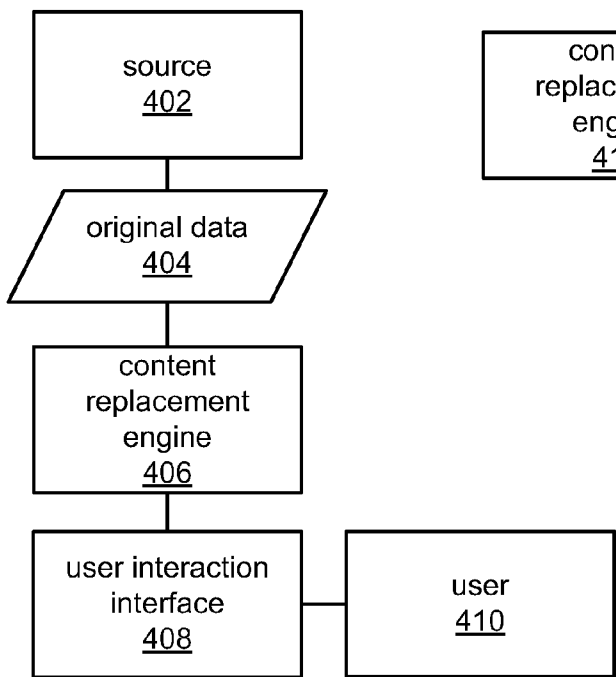 source
402
original data
404
content
replacement
engine
406
user interaction
interface
408
user
410